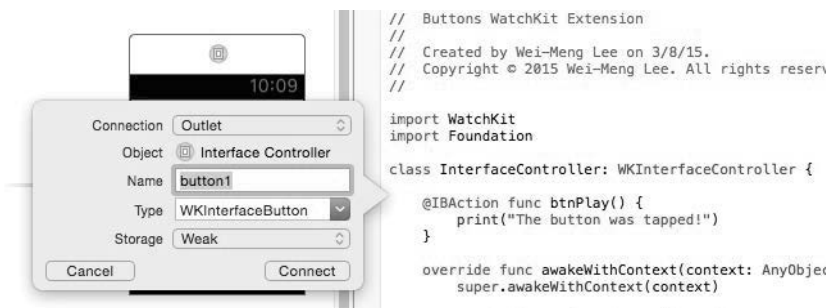 10:09
Connection Outlet
Object Interface Controller
Name button1
Type WKInterfaceButton
Storage Weak
Cancel Connect
// Buttons WatchKit Extension
//
// Created by Wei-Meng Lee on 3/8/15.
// Copyright © 2015 Wei-Meng Lee. All rights reserv
//
import WatchKit
import Foundation
class InterfaceController: WKInterfaceController {
@IBAction func btnPlay() {
print("The button was tapped!")
}
override func awakeWithContext(context: AnyObjec
super.awakeWithContext(context)